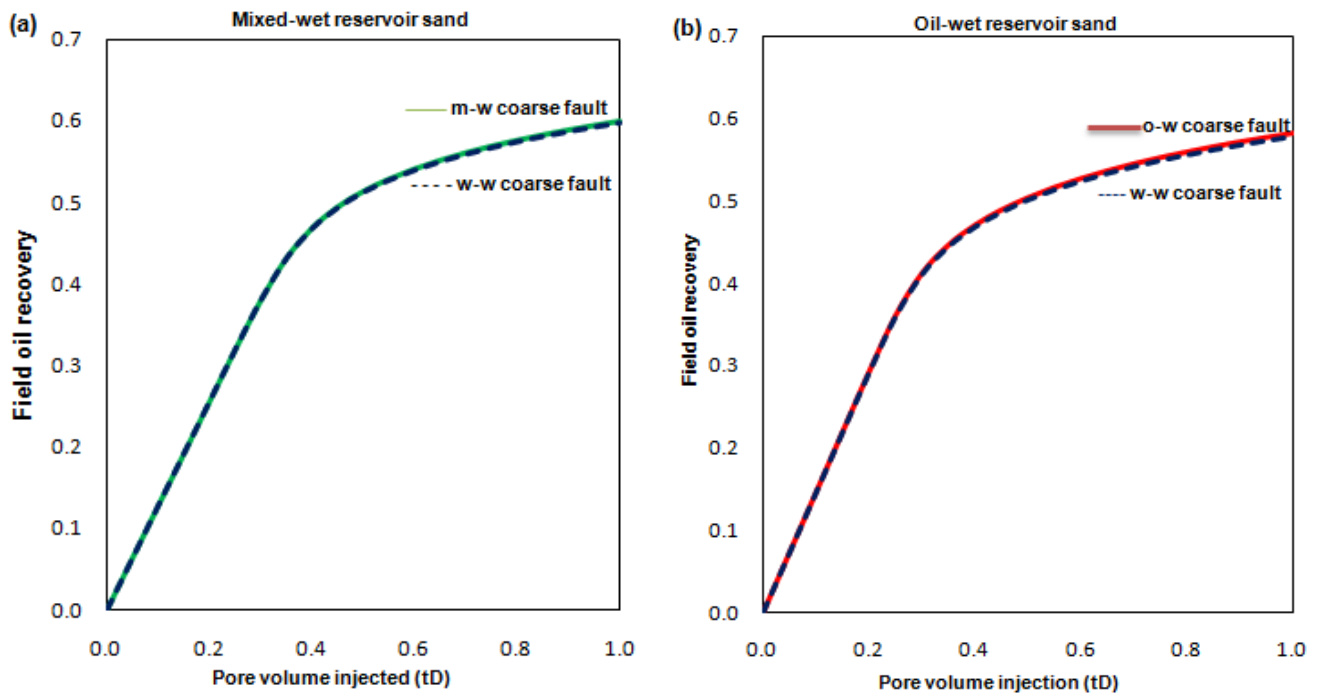 (a)
Mixed-wet reservoir sand
0.7
0.6
0.5
0.4
0.3
0.2
0.1
0.0
Field oil recovery
m-w coarse fault
w-w coarse fault
0.0 0.2 0.4 0.6 0.8 1.0
Pore volume injected (tD)
(b)
Oil-wet reservoir sand
0.7
0.6
0.5
0.4
0.3
0.2
0.1
0.0
Field oil recovery
o-w coarse fault
w-w coarse fault
0.0 0.2 0.4 0.6 0.8 1.0
Pore volume injection (tD)